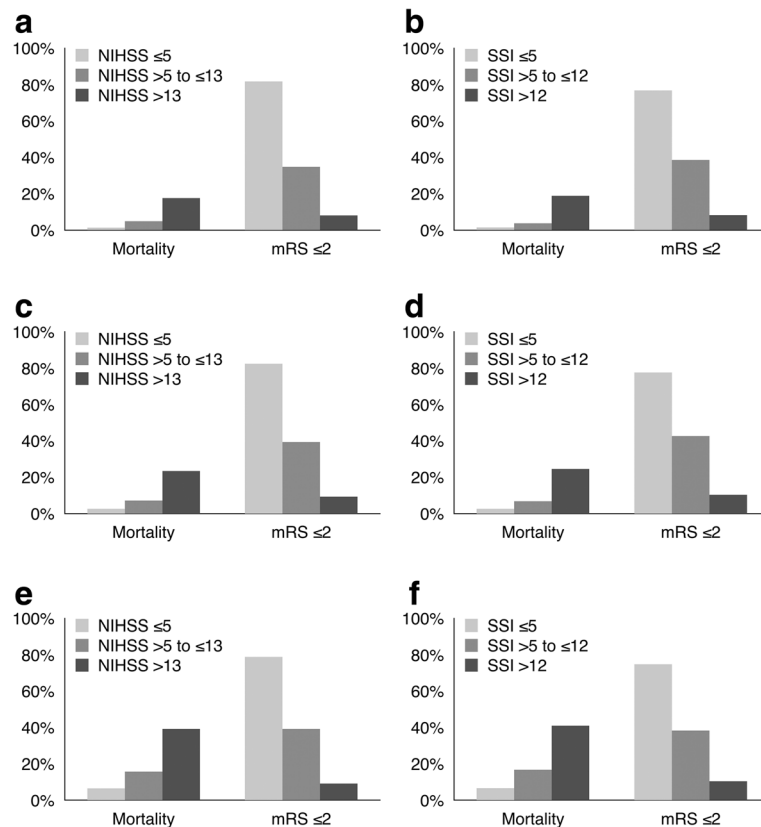 a
100%
80%
60%
40%
20%
0%
NIHSS ≤5
NIHSS >5 to ≤13
NIHSS >13
Mortality
mRS ≤2
b
100%
80%
60%
40%
20%
0%
SSI ≤5
SSI >5 to ≤12
SSI >12
Mortality
mRS ≤2
c
100%
80%
60%
40%
20%
0%
NIHSS ≤5
NIHSS >5 to ≤13
NIHSS >13
Mortality
mRS ≤2
d
100%
80%
60%
40%
20%
0%
SSI ≤5
SSI >5 to ≤12
SSI >12
Mortality
mRS ≤2
e
100%
80%
60%
40%
20%
0%
NIHSS ≤5
NIHSS >5 to ≤13
NIHSS >13
Mortality
mRS ≤2
f
100%
80%
60%
40%
20%
0%
SSI ≤5
SSI >5 to ≤12
SSI >12
Mortality
mRS ≤2